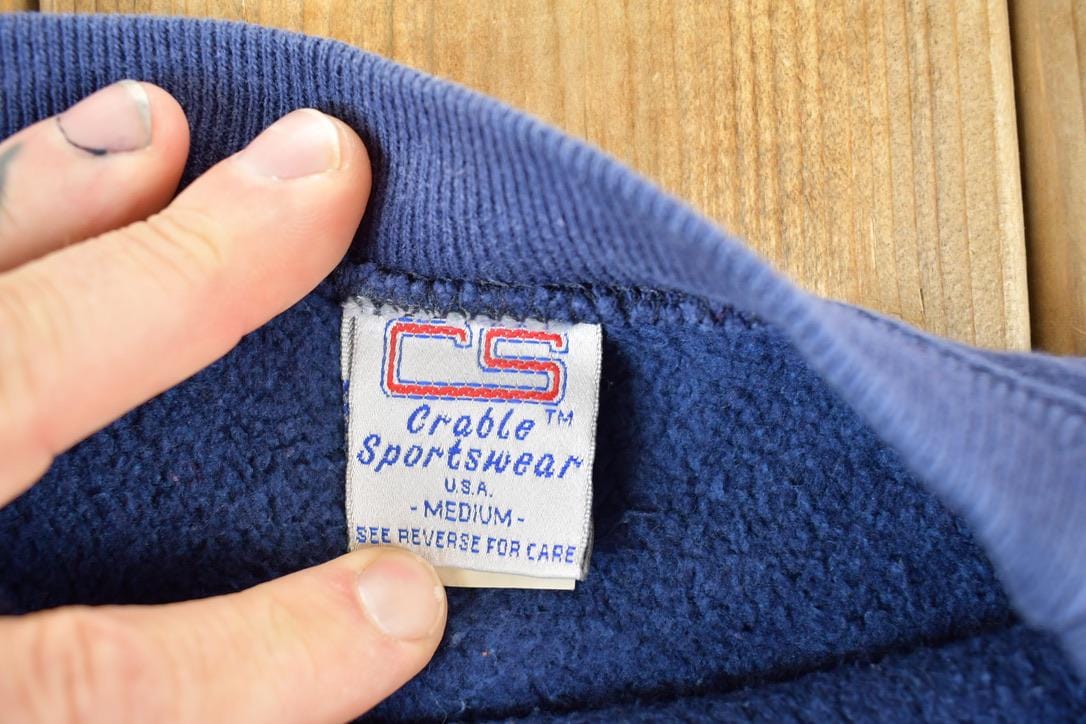 CS
Crable™
Sportswear
U.S.A.
- MEDIUM -
SEE REVERSE FOR CARE